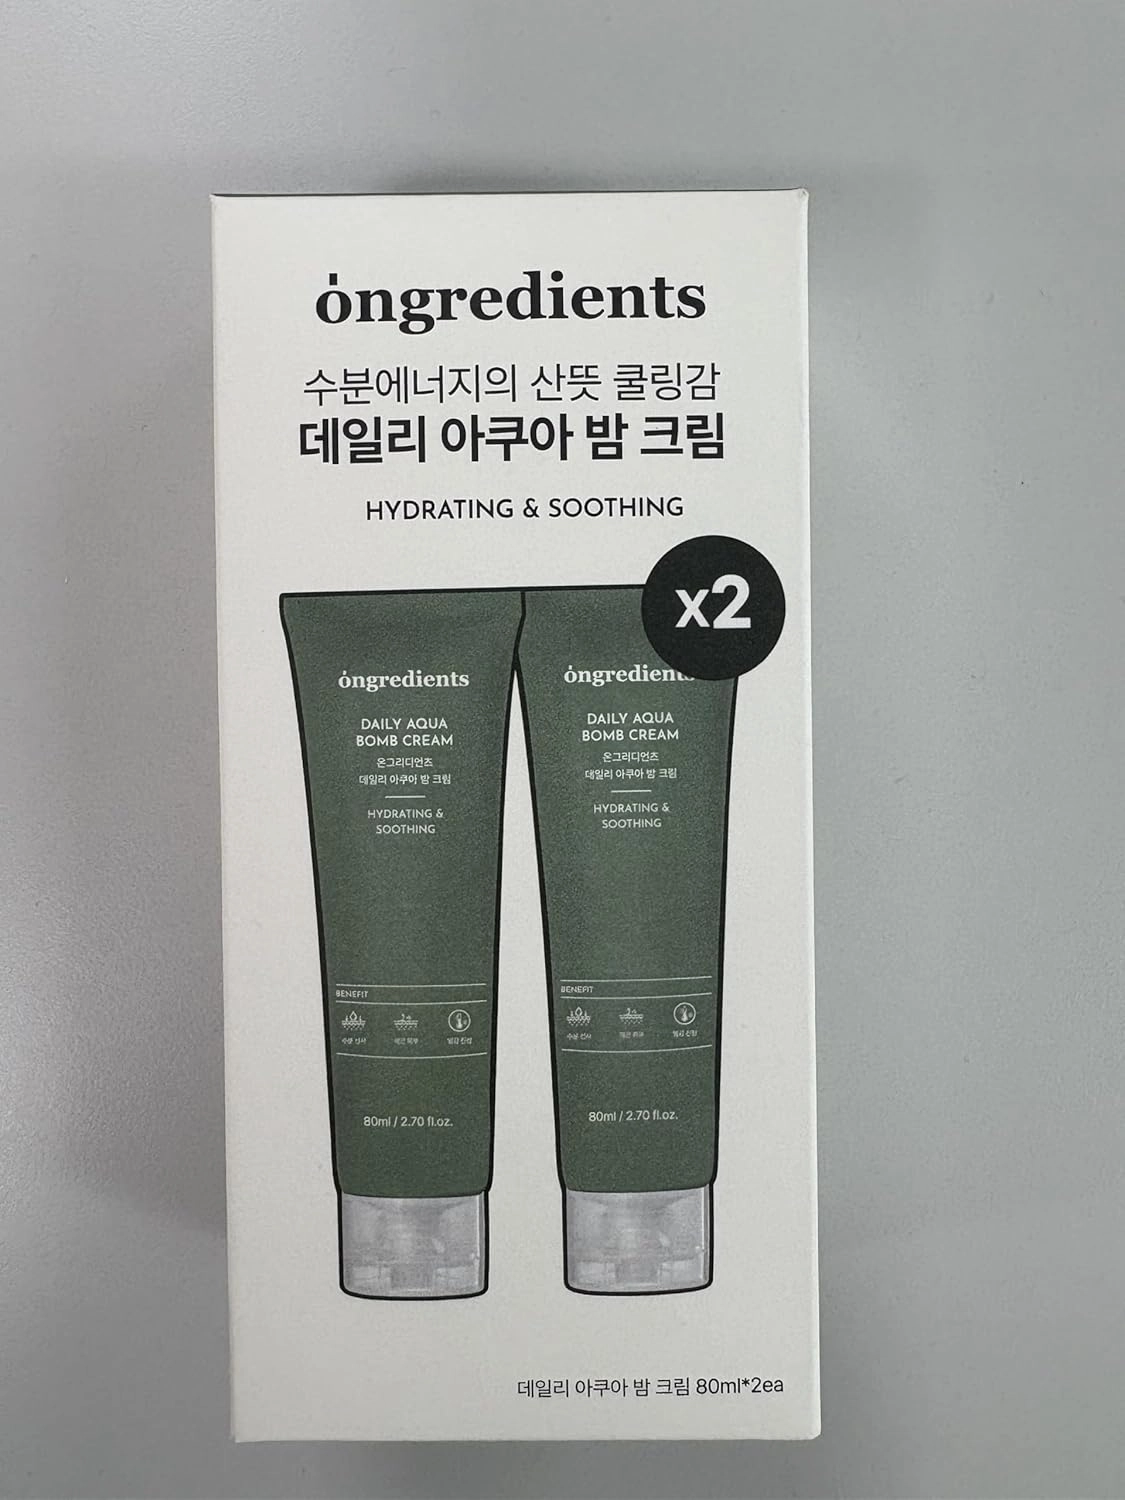 ongredients
수분에너지의 산뜻 쿨링감
데일리 아쿠아 밤 크림
HYDRATING & SOOTHING
x2
ongredients
DAILY AQUA
BOMB CREAM
온그리디언츠
데일리 아쿠아 밤 크림
HYDRATING &
SOOTHING
BENEFIT
80ml / 2.70 fl.oz.
ongredients
DAILY AQUA
BOMB CREAM
온그리디언츠
데일리 아쿠아 밤 크림
HYDRATING &
SOOTHING
BENEFIT
80ml / 2.70 fl.oz.
데일리 아쿠아 밤 크림 80ml*2ea